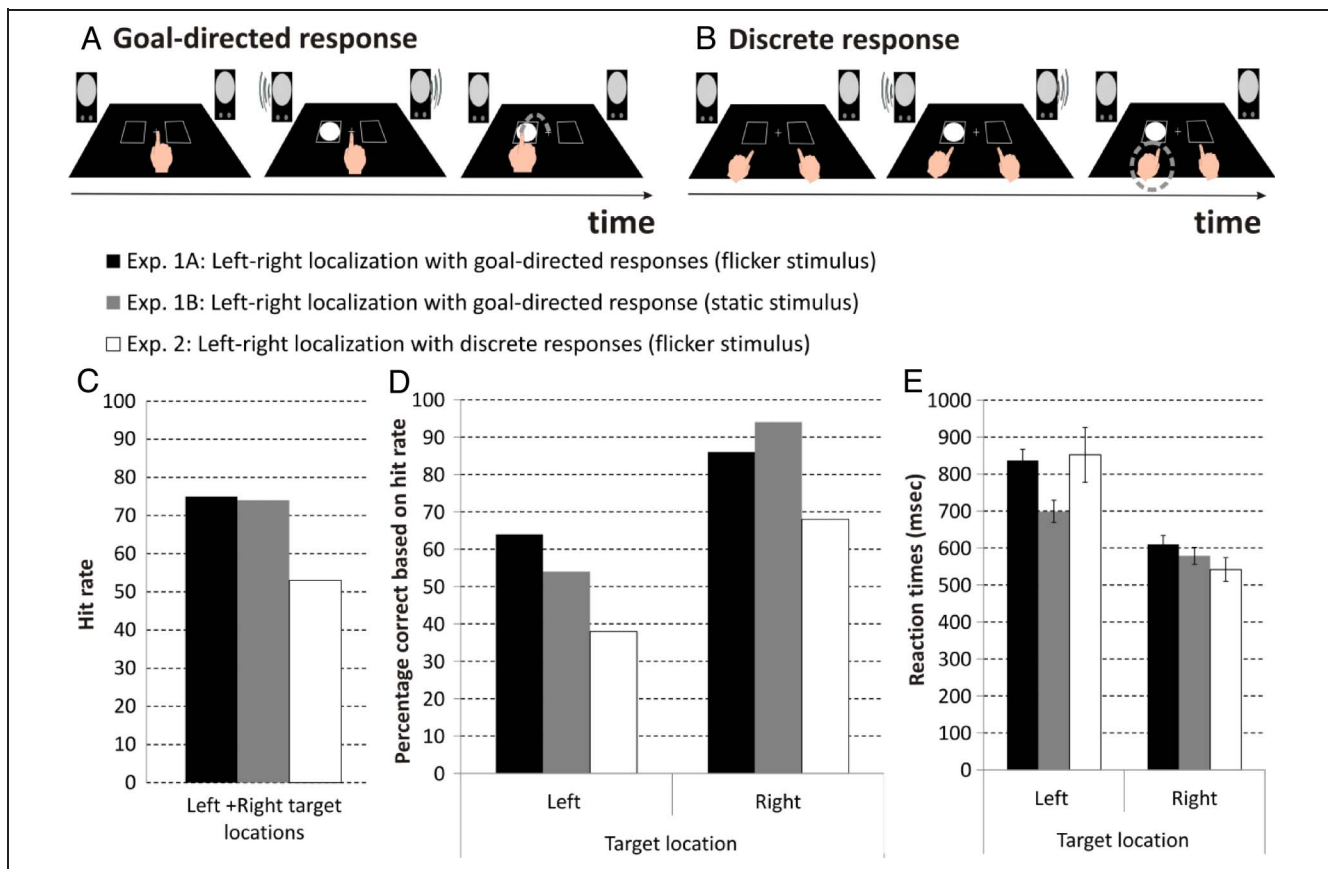 A Goal-directed response
B Discrete response
time
time
Exp. 1A: Left-right localization with goal-directed responses (flicker stimulus)
Exp. 1B: Left-right localization with goal-directed response (static stimulus)
Exp. 2: Left-right localization with discrete responses (flicker stimulus)
C
Hit rate
100
90
80
70
60
50
40
30
20
10
0
Left +Right target
locations
D
Percentage correct based on hit rate
100
90
80
70
60
50
40
30
20
10
0
Left
Right
Target location
E
Reaction times (msec)
1000
900
800
700
600
500
400
300
200
100
0
Left
Right
Target location